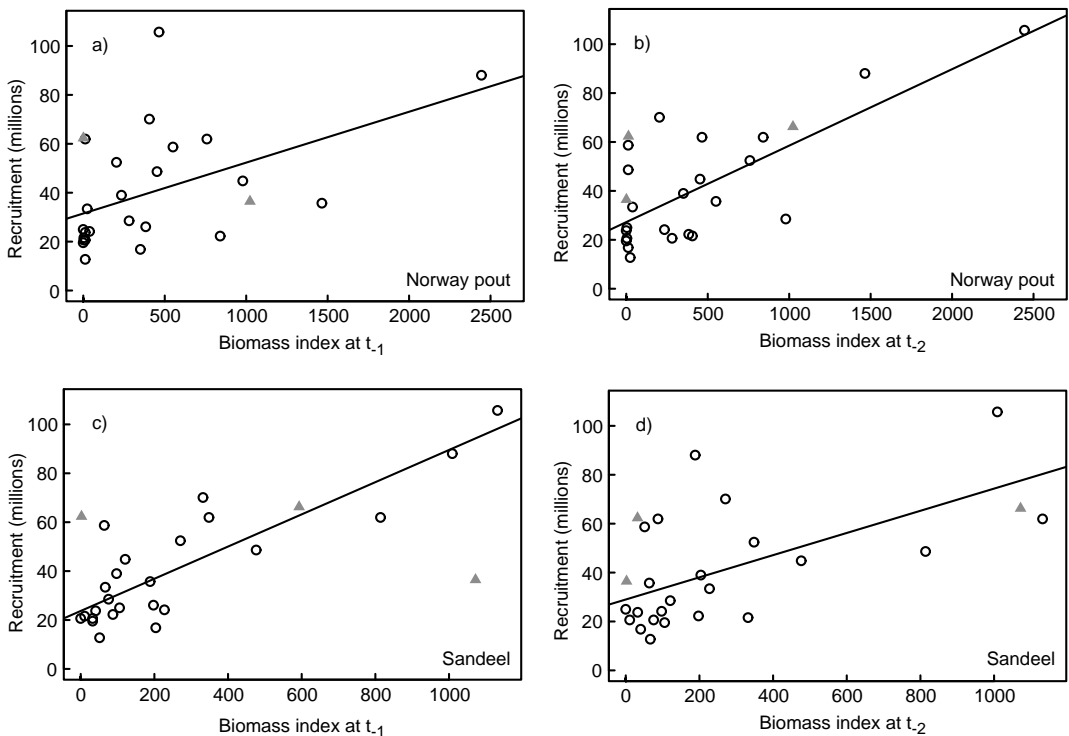 a)
Recruitment (millions)
100
80
60
40
20
0
Norway pout
0 500 1000 1500 2000 2500
Biomass index at t-1
b)
Recruitment (millions)
100
80
60
40
20
0
Norway pout
0 500 1000 1500 2000 2500
Biomass index at t-2
c)
Recruitment (millions)
100
80
60
40
20
0
Sandeel
0 200 400 600 800 1000
Biomass index at t-1
d)
Recruitment (millions)
100
80
60
40
20
0
Sandeel
0 200 400 600 800 1000
Biomass index at t-2